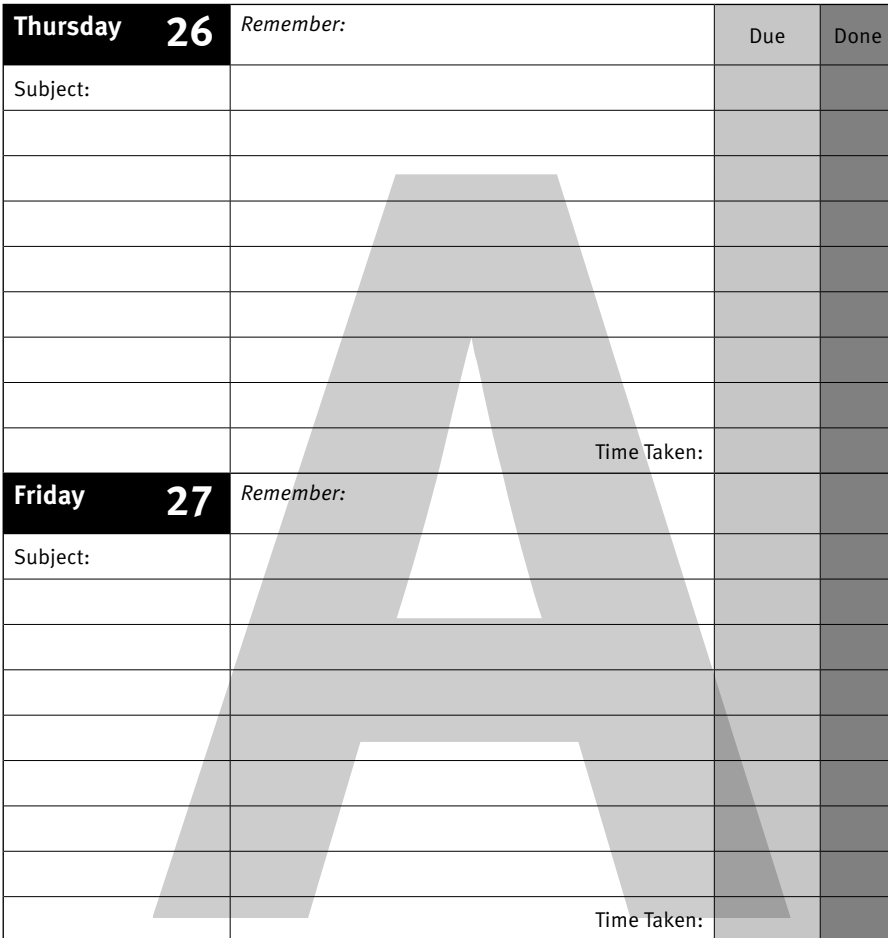 Thursday 26 Remember: Due Done
Subject:
Time Taken:
Friday 27 Remember:
Subject:
Time Taken:
A